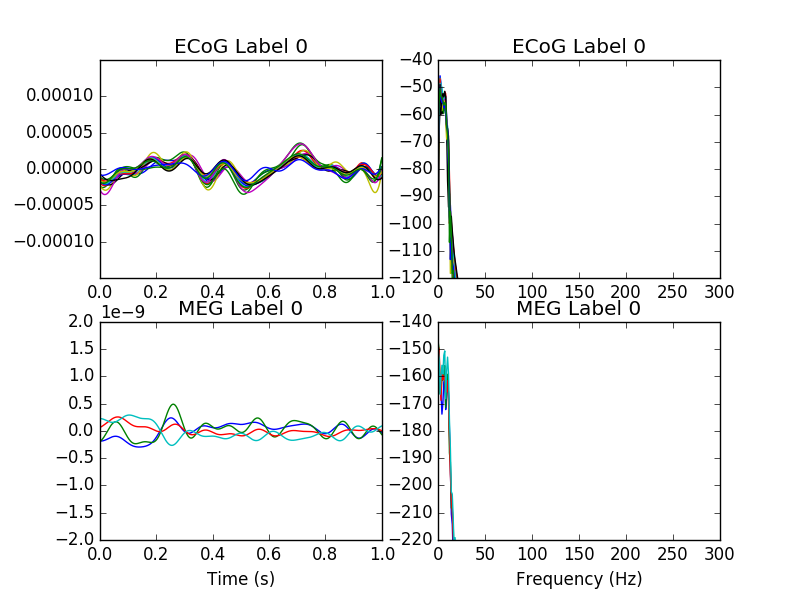 ECoG Label 0
0.00010
0.00005
0.00000
−0.00005
−0.00010
0.0 0.2 0.4 0.6 0.8 1.0
ECoG Label 0
−40
−50
−60
−70
−80
−90
−100
−110
−120
0 50 100 150 200 250 300
MEG Label 0
1e−9
2.0
1.5
1.0
0.5
0.0
−0.5
−1.0
−1.5
−2.0
0.0 0.2 0.4 0.6 0.8 1.0
Time (s)
MEG Label 0
−140
−150
−160
−170
−180
−190
−200
−210
−220
0 50 100 150 200 250 300
Frequency (Hz)